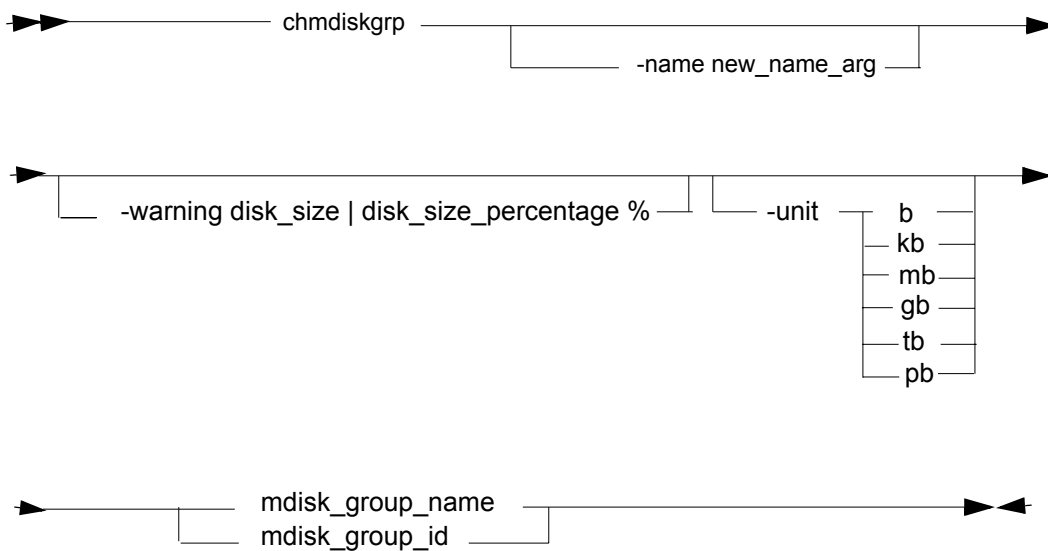 chmdiskgrp
-name new_name_arg
-warning disk_size | disk_size_percentage %
-unit
b
kb
mb
gb
tb
pb
mdisk_group_name
mdisk_group_id